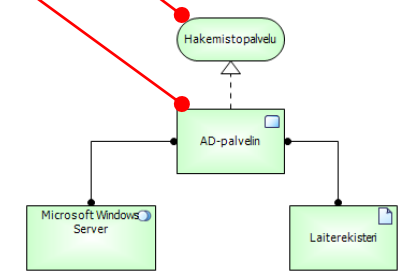 Hakemistopalvelu
AD-palvelin
Microsoft Windows
Server
Laiterekisteri